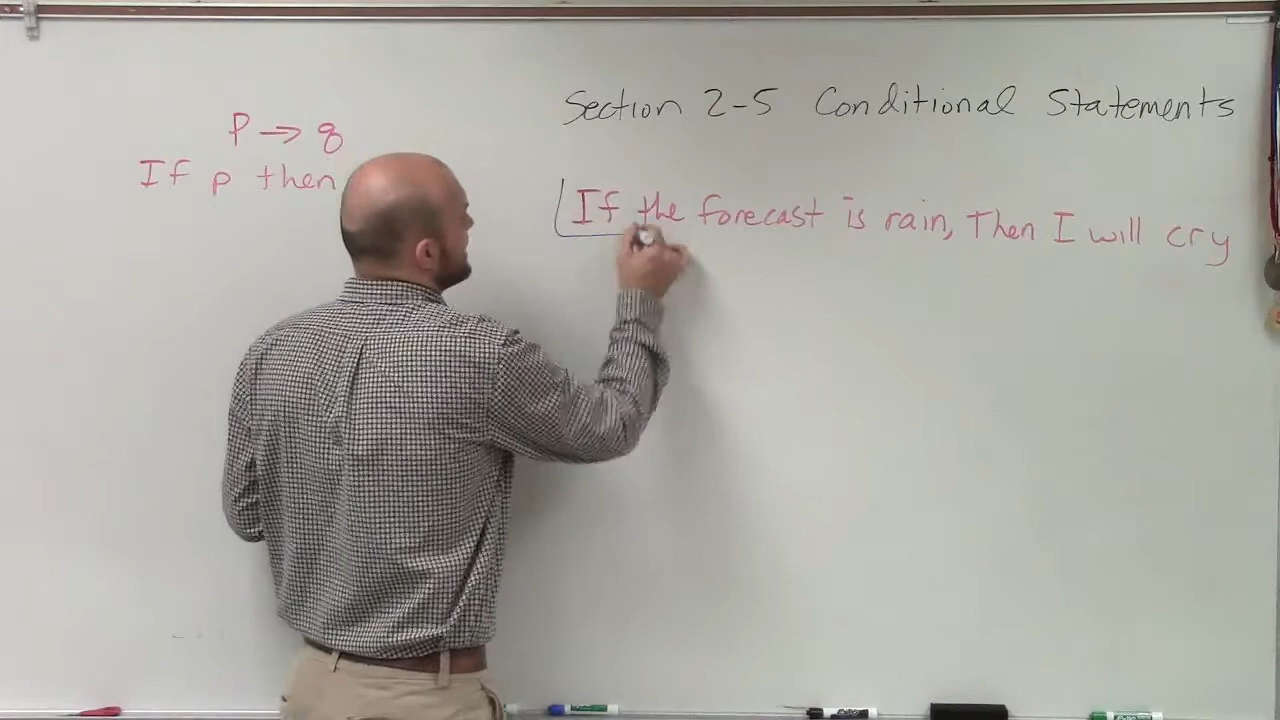 Section 2-5 Conditional Statements
p → q
If p then
If the forecast is rain, Then I will cry